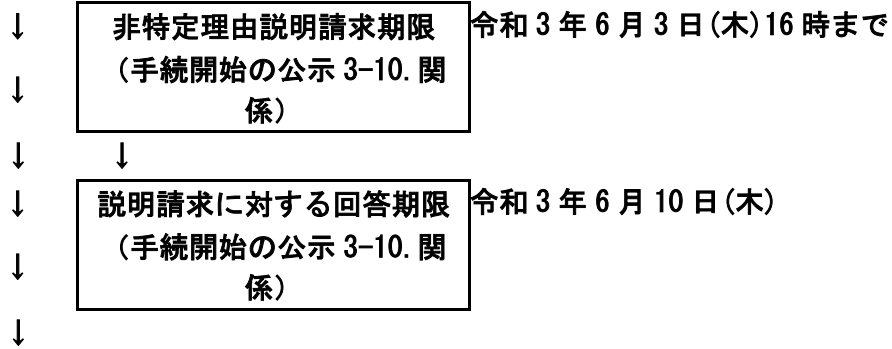 ↓ 非特定理由説明請求期限 令和3年6月3日(木)16時まで
↓ (手続開始の公示 3-10.関
係)
↓ ↓
↓ 説明請求に対する回答期限 令和3年6月10日(木)
↓ (手続開始の公示 3-10.関
係)
↓